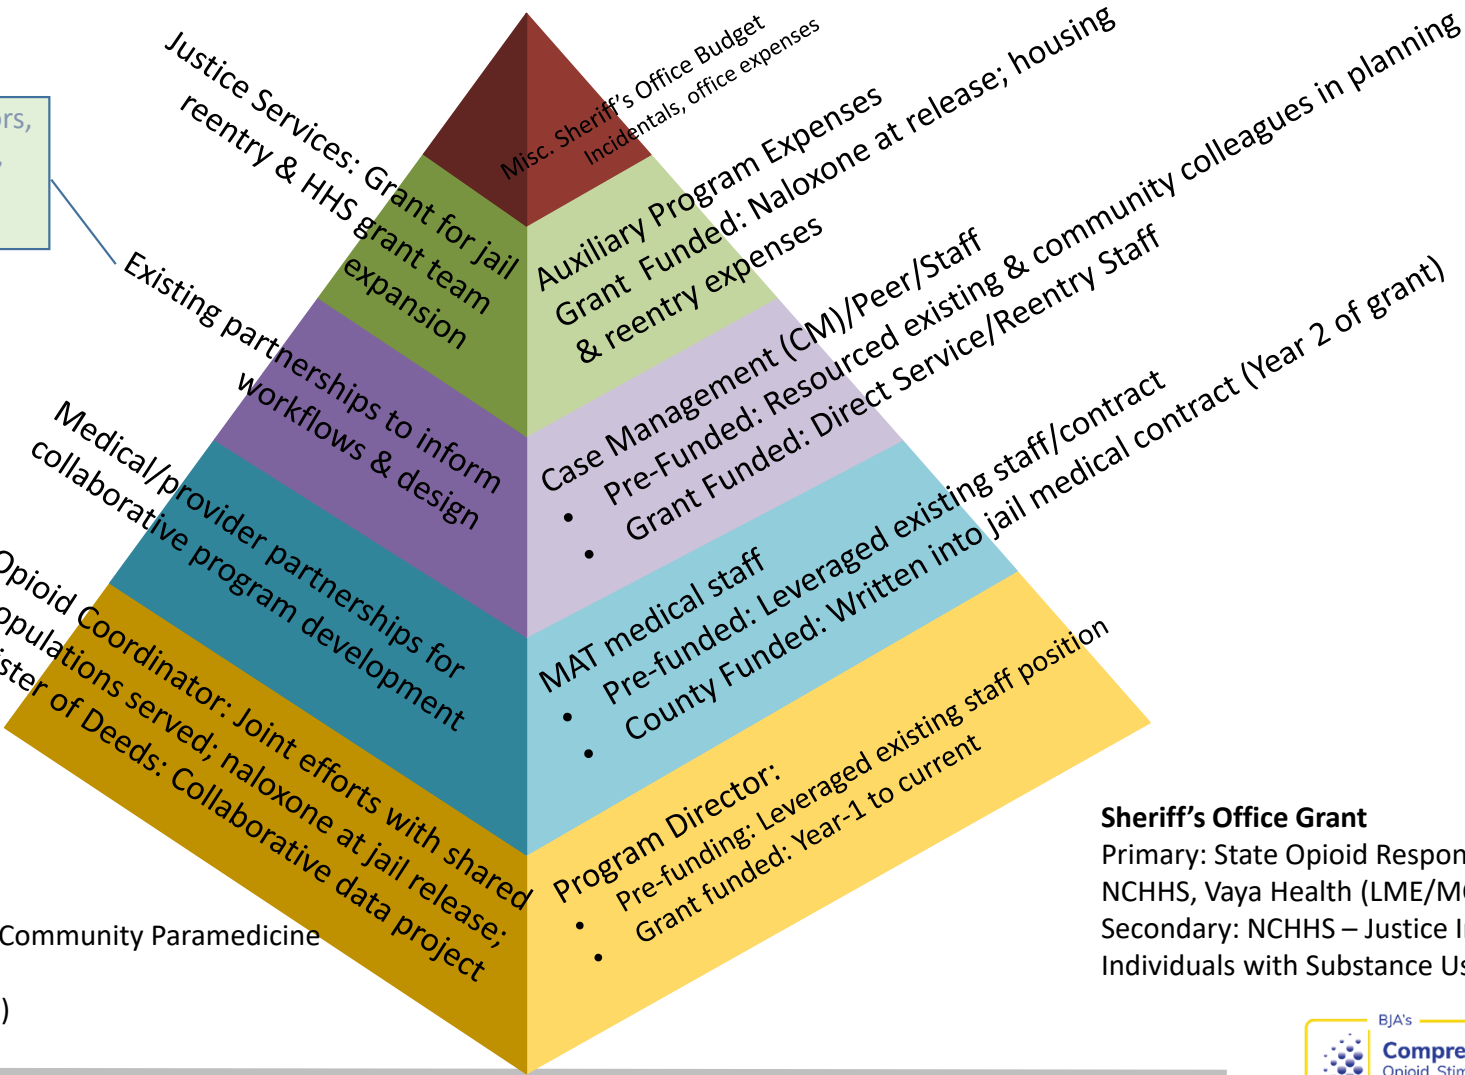 Misc. Sheriff's Office Budget
Incidentals, office expenses
Justice Services: Grant for jail
reentry & HHS grant team
expansion
Auxiliary Program Expenses
Grant Funded: Naloxone at release; housing
& reentry expenses
Existing partnerships to inform
workflows & design
Case Management (CM)/Peer/Staff
• Pre-Funded: Resourced existing & community colleagues in planning
• Grant Funded: Direct Service/Reentry Staff
Medical/provider partnerships for
collaborative program development
MAT medical staff
• Pre-funded: Leveraged existing staff/contract
• County Funded: Written into jail medical contract (Year 2 of grant)
Opioid Coordinator: Joint efforts with shared
populations served; naloxone at jail release;
of Deeds: Collaborative data project
Program Director:
• Pre-funding: Leveraged existing staff position
• Grant funded: Year-1 to current
Community Paramedicine
)
Sheriff's Office Grant
Primary: State Opioid
NCHHS, Vaya Health
Secondary: NCHHS – Justice
Individuals with Substance
BJA's